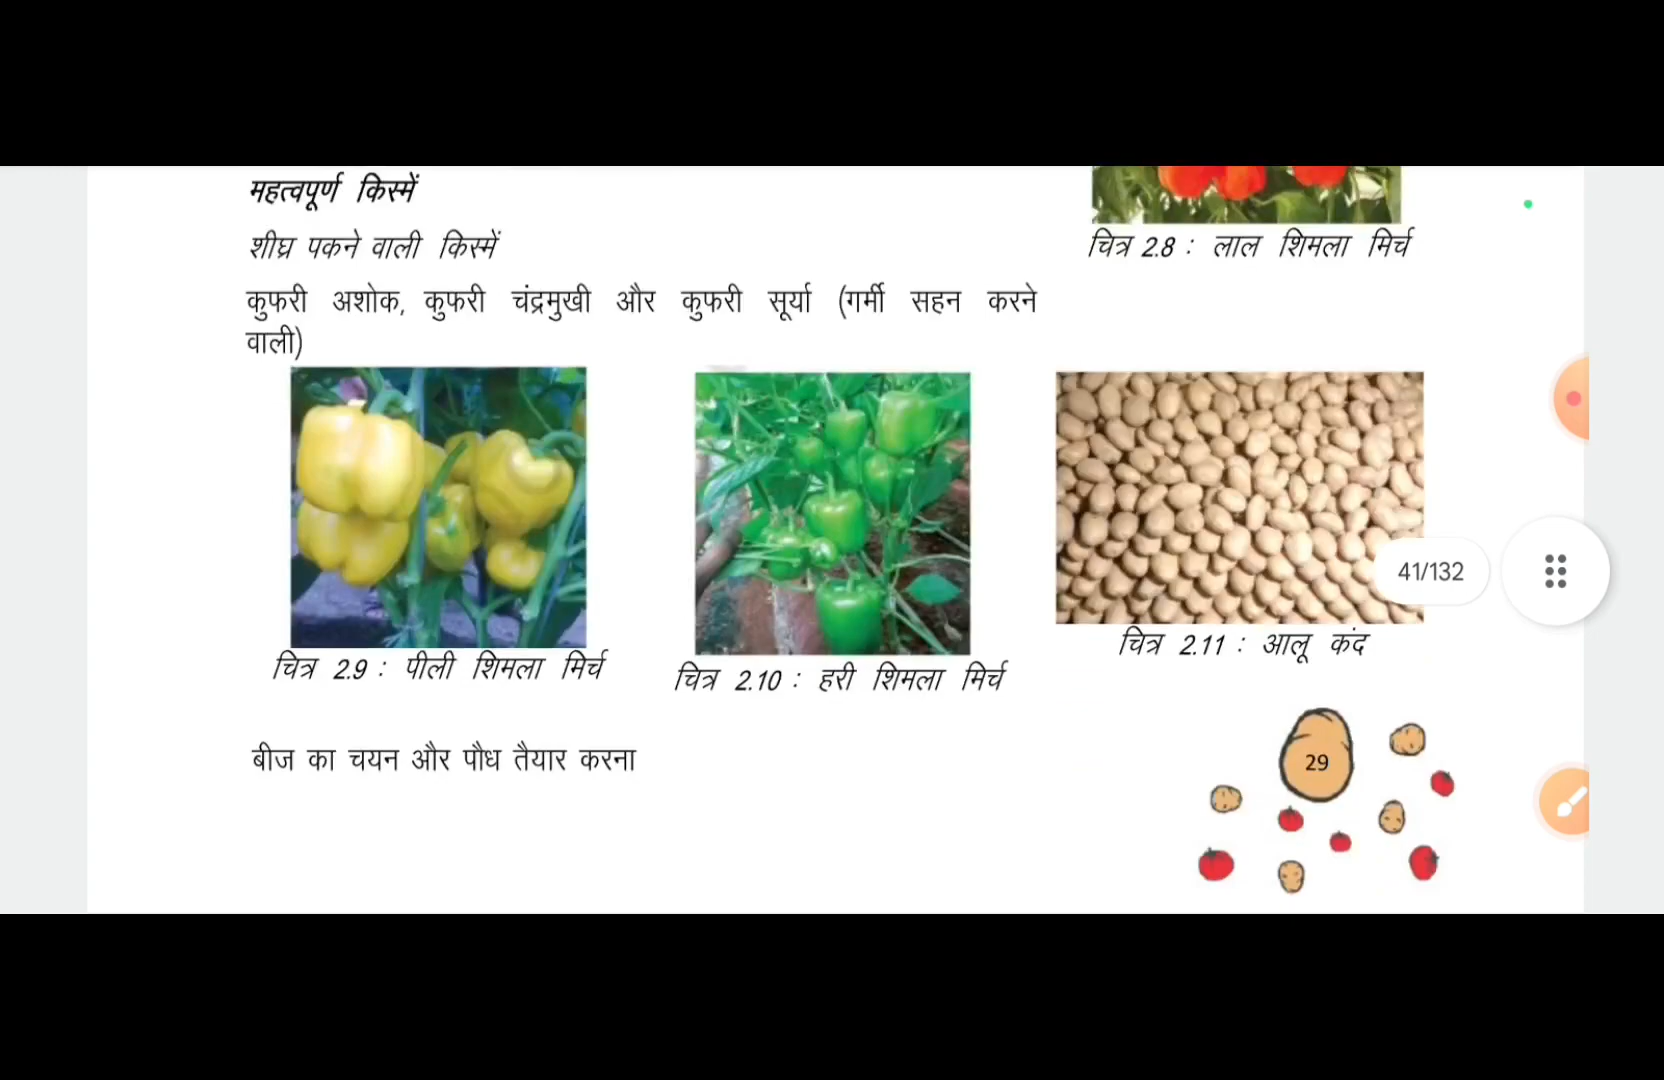 महत्वपूर्ण किस्में
शीघ्र पकने वाली किस्में
चित्र 2.8 : लाल शिमला मिर्च
कुफरी अशोक, कुफरी चंद्रमुखी और कुफरी सूर्या (गर्मी सहन करने
वाली)
41/132
चित्र 2.9 : पीली शिमला मिर्च
चित्र 2.10 : हरी शिमला मिर्च
चित्र 2.11 : आलू कंद
बीज का चयन और पौध तैयार करना
29